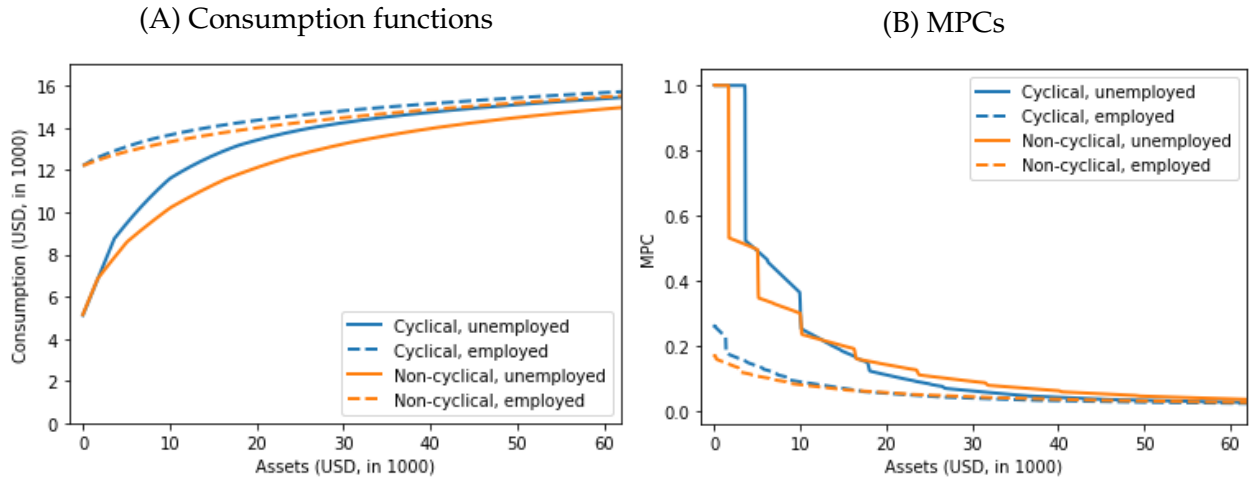 (A) Consumption functions
16
14
12
10
8
6
4
2
0
Consumption (USD, in 1000)
0 10 20 30 40 50 60
Assets (USD, in 1000)
Cyclical, unemployed
Cyclical, employed
Non-cyclical, unemployed
Non-cyclical, employed
(B) MPCs
1.0
0.8
0.6
0.4
0.2
0.0
MPC
0 10 20 30 40 50 60
Assets (USD, in 1000)
Cyclical, unemployed
Cyclical, employed
Non-cyclical, unemployed
Non-cyclical, employed